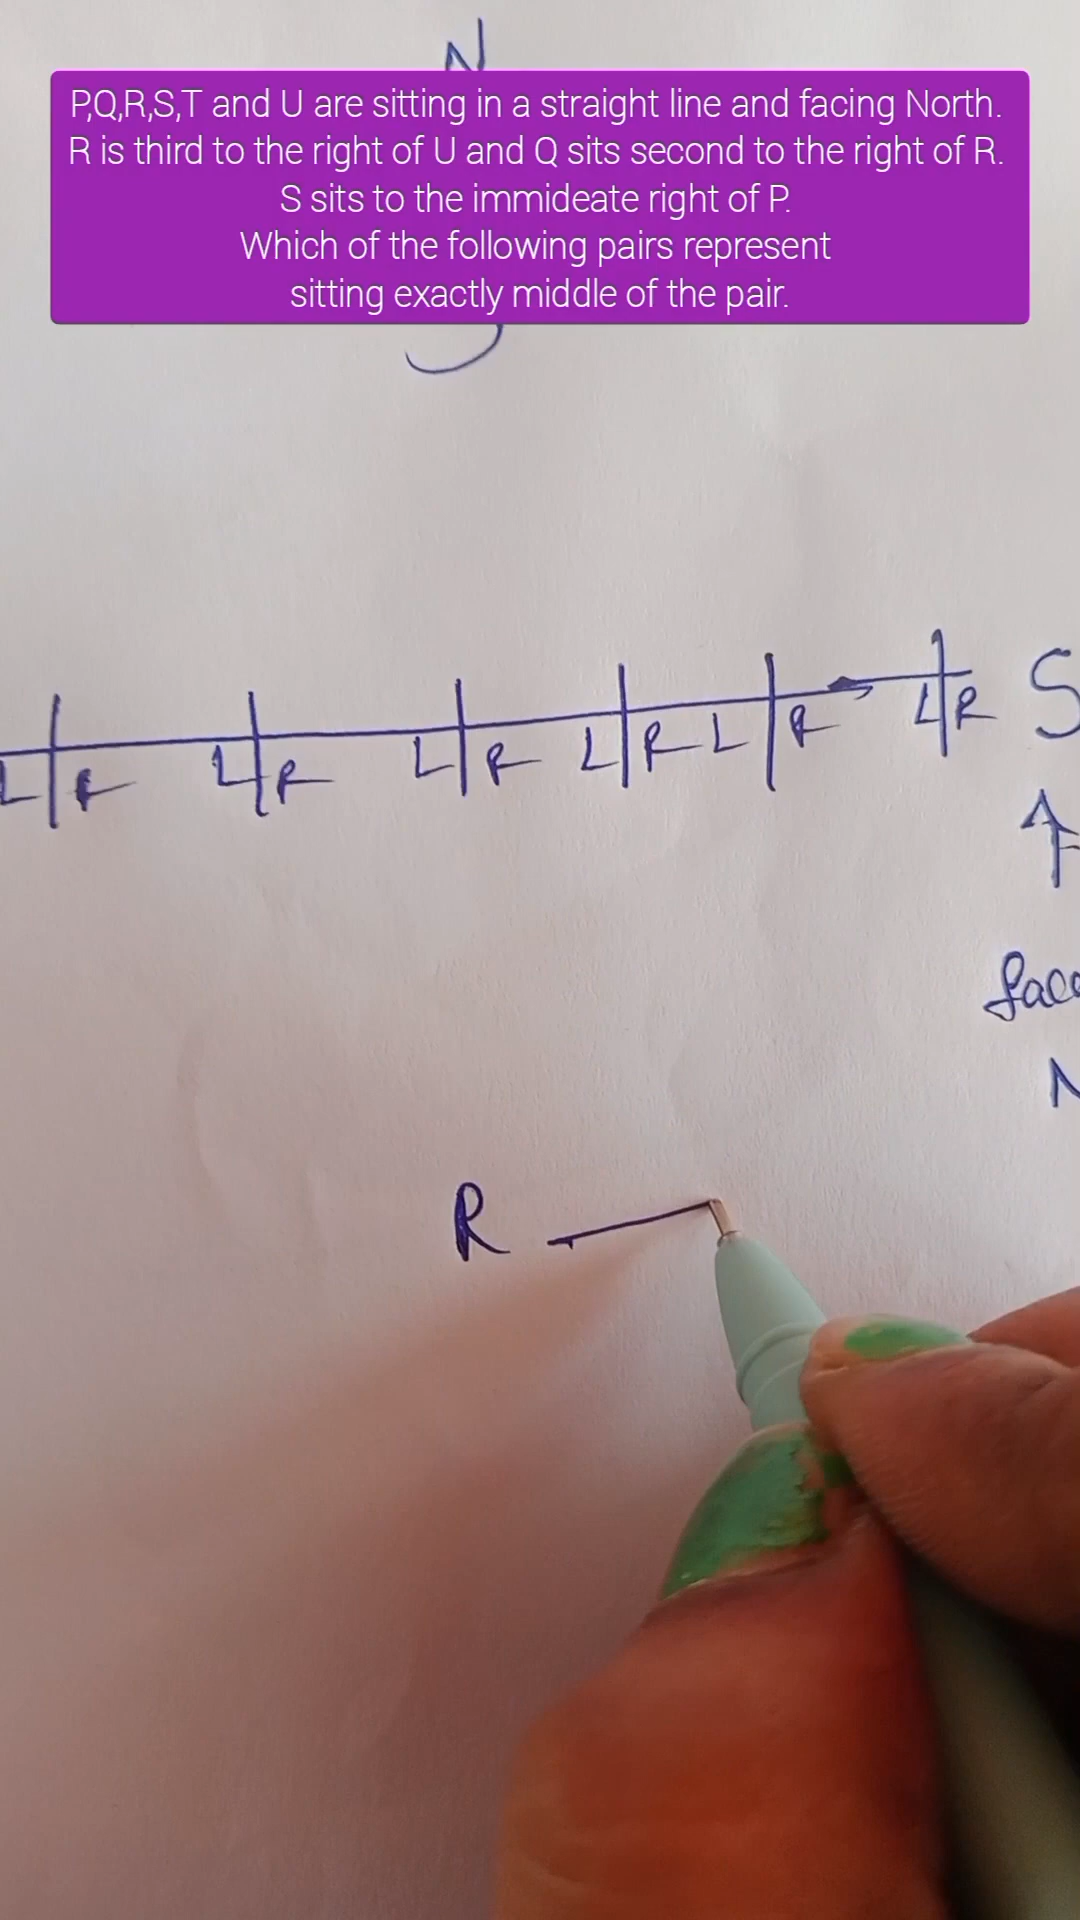 N
P,Q,R,S,T and U are sitting in a straight line and facing North.
R is third to the right of U and Q sits second to the right of R.
S sits to the immideate right of P.
Which of the following pairs represent
sitting exactly middle of the pair.
L R L R L R L R L R L R S
N
R